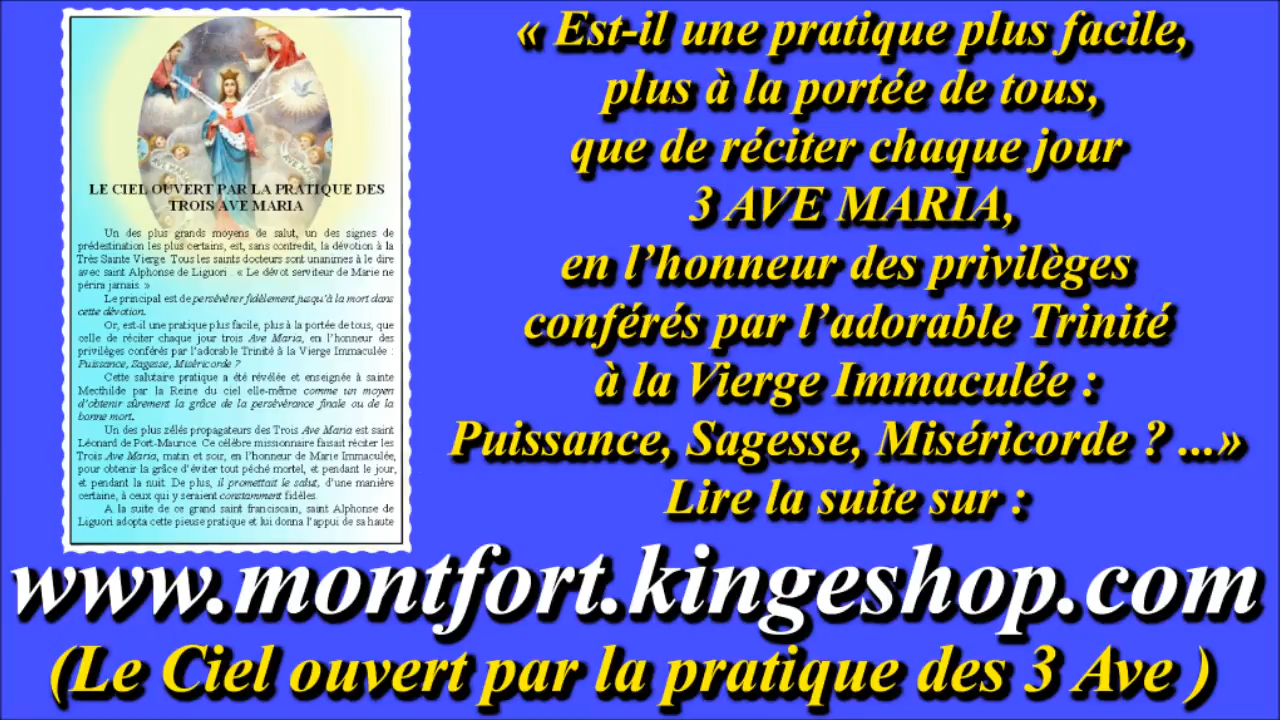 LE CIEL OUVERT PAR LA PRATIQUE DES
TROIS AVE MARIA
Un des plus grands moyens de salut, un des signes de
prédestination les plus certains, est, sans contredit, la dévotion à la
Très Sainte Vierge. Tous les saints docteurs sont unanimes à le dire
avec saint Alphonse de Liguori : « Le dévot serviteur de Marie ne
périra jamais. »
Le principal est de persévérer fidèlement jusqu'à la mort dans
cette dévotion.
Or, est-il une pratique plus facile, plus à la portée de tous, que
celle de réciter chaque jour trois Ave Maria, en l'honneur des
privilèges conférés par l'adorable Trinité à la Vierge Immaculée :
Puissance, Sagesse, Miséricorde ?
Cette salutaire pratique a été révélée et enseignée à sainte
Mecthilde par la Reine du ciel elle-même comme un moyen
d'obtenir sûrement la grâce de la persévérance finale ou de la
bonne mort.
Un des plus zélés propagateurs des Trois Ave Maria est saint
Léonard de Port-Maurice. Ce célèbre missionnaire faisait réciter les
Trois Ave Maria, matin et soir, en l'honneur de Marie Immaculée,
pour obtenir la grâce d'éviter tout péché mortel, et pendant le jour,
et pendant la nuit. De plus, il promettait le salut, d'une manière
certaine, à ceux qui y seraient constamment fidèles.
A la suite de ce grand saint franciscain, saint Alphonse de
Liguori adopta cette pieuse pratique et lui donna l'appui de sa haute
« Est-il une pratique plus facile,
plus à la portée de tous,
que de réciter chaque jour
3 AVE MARIA,
en l'honneur des privilèges
conférés par l'adorable Trinité
à la Vierge Immaculée :
Puissance, Sagesse, Miséricorde ? ...»
Lire la suite sur :
www.montfort.kingeshop.com
(Le Ciel ouvert par la pratique des 3 Ave )